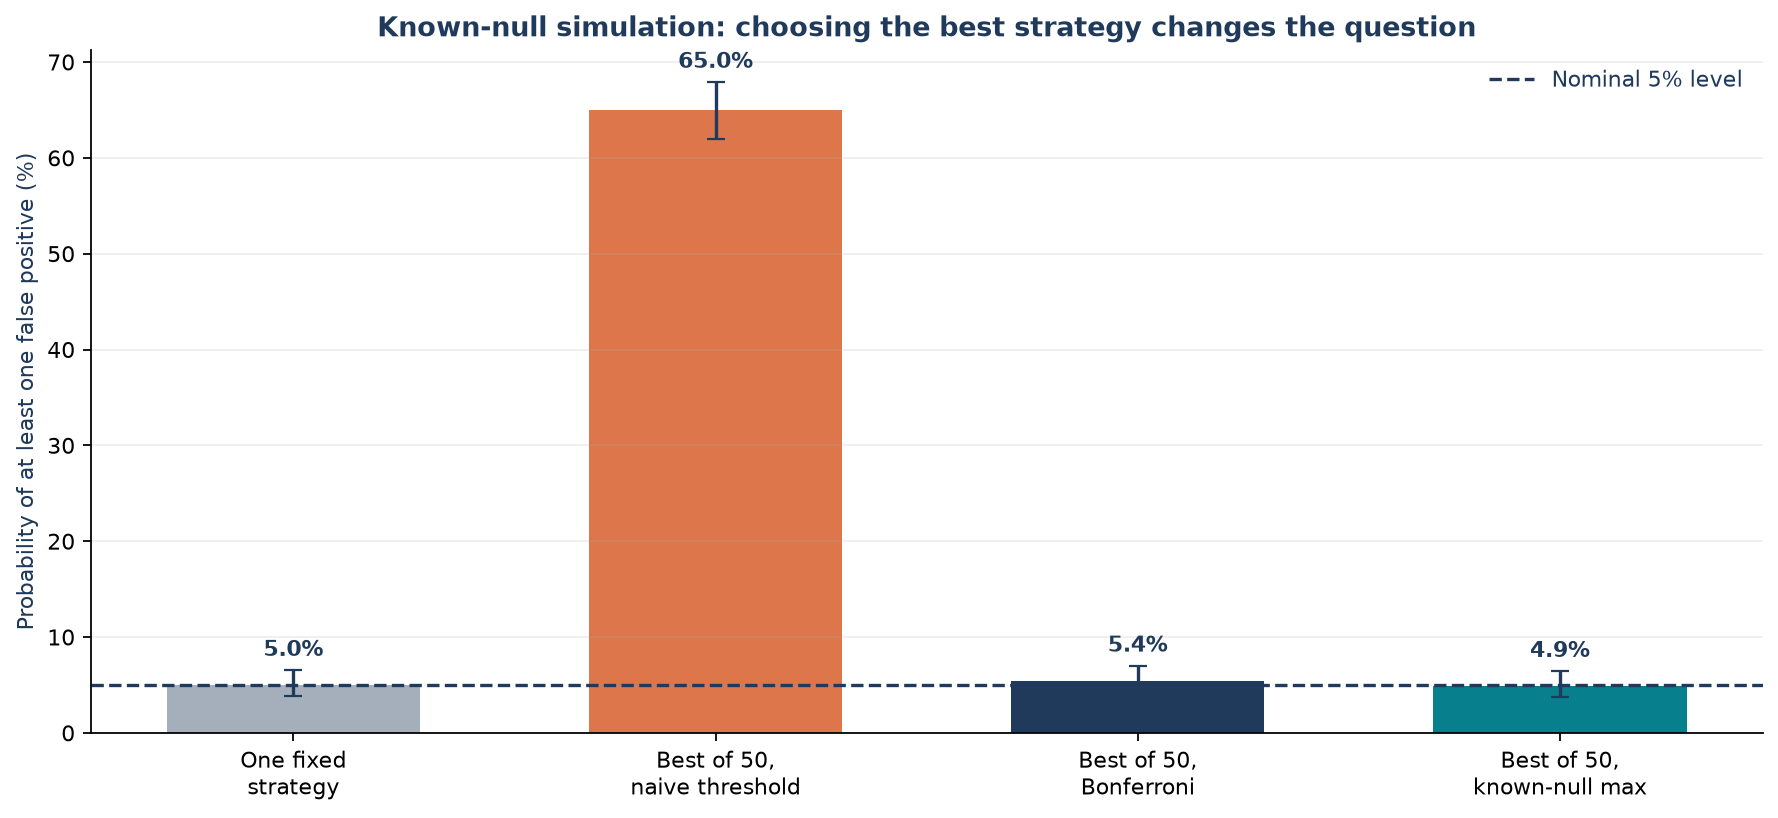 Known-null simulation: choosing the best strategy changes the question
Probability of at least one false positive (%)
70
60
50
40
30
20
10
0
Nominal 5% level
5.0%
65.0%
5.4%
4.9%
One fixed
strategy
Best of 50,
naive threshold
Best of 50,
Bonferroni
Best of 50,
known-null max